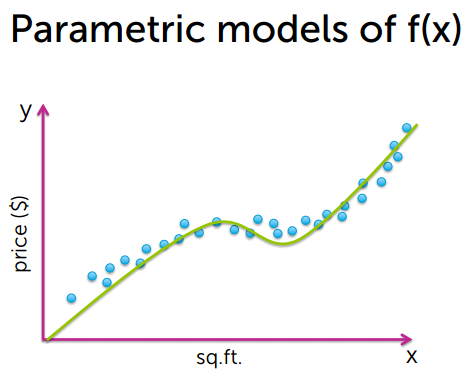 Parametric models of f(x)
y
price ($)
sq.ft.
x